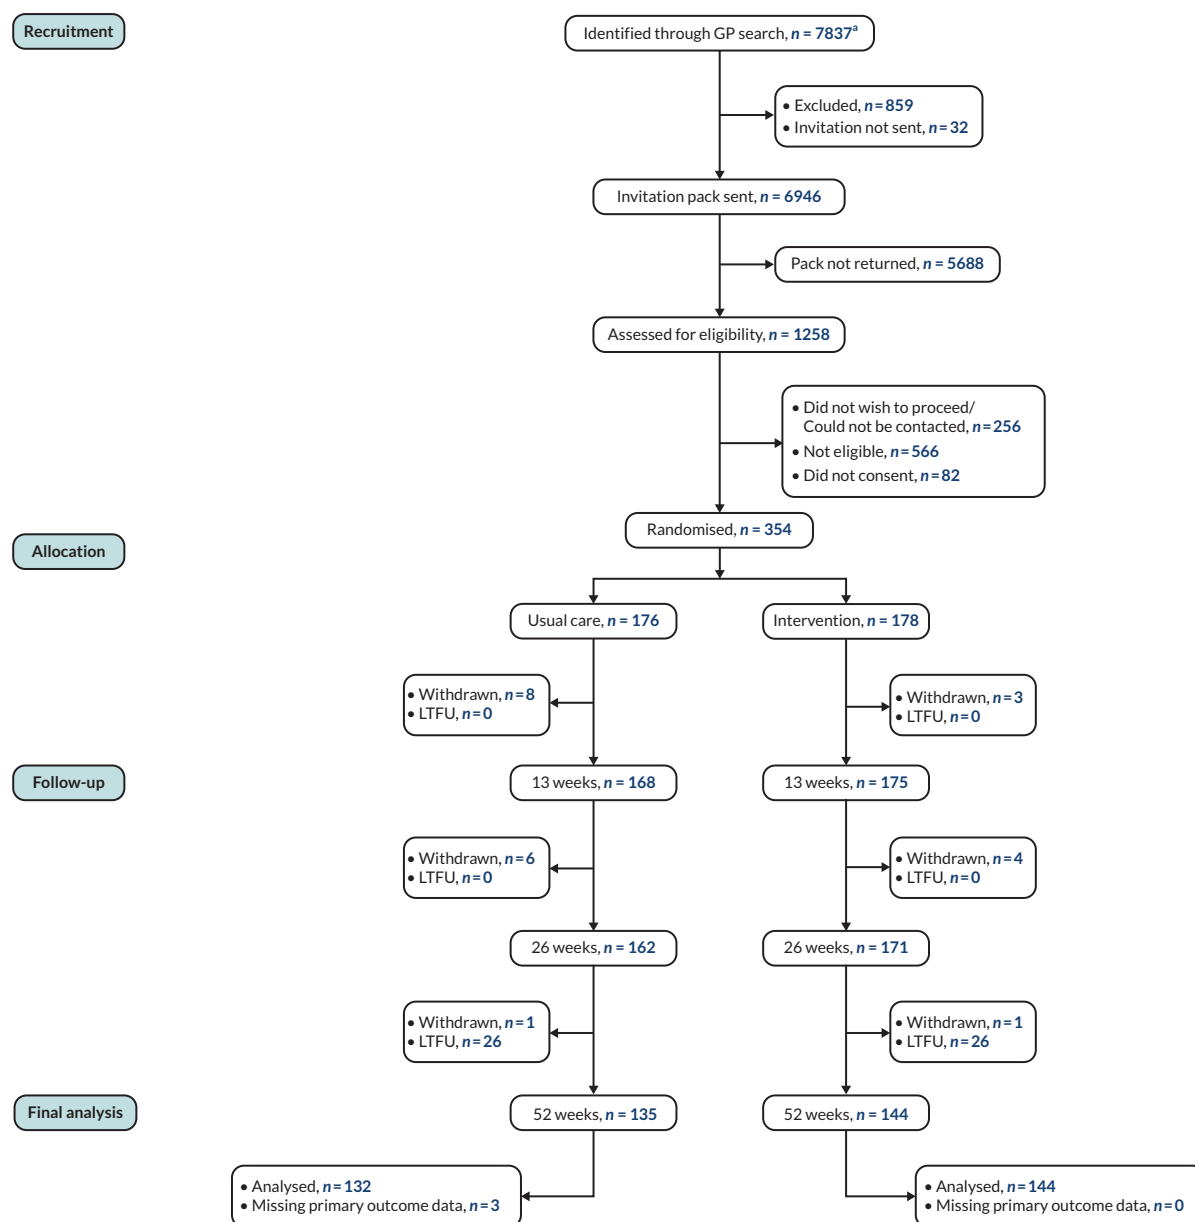 Recruitment
Identified through GP search, n = 7837a
• Excluded, n=859
• Invitation not sent, n=32
Invitation pack sent, n = 6946
Pack not returned, n = 5688
Assessed for eligibility, n = 1258
• Did not wish to proceed/
Could not be contacted, n=256
• Not eligible, n=566
• Did not consent, n=82
Randomised, n = 354
Allocation
Usual care, n = 176
Intervention, n = 178
• Withdrawn, n=8
• LTFU, n=0
• Withdrawn, n=3
• LTFU, n=0
Follow-up
13 weeks, n = 168
13 weeks, n = 175
• Withdrawn, n=6
• LTFU, n=0
• Withdrawn, n=4
• LTFU, n=0
26 weeks, n = 162
26 weeks, n = 171
• Withdrawn, n=1
• LTFU, n=26
• Withdrawn, n=1
• LTFU, n=26
Final analysis
52 weeks, n = 135
52 weeks, n = 144
• Analysed, n=132
• Missing primary outcome data, n=3
• Analysed, n=144
• Missing primary outcome data, n=0